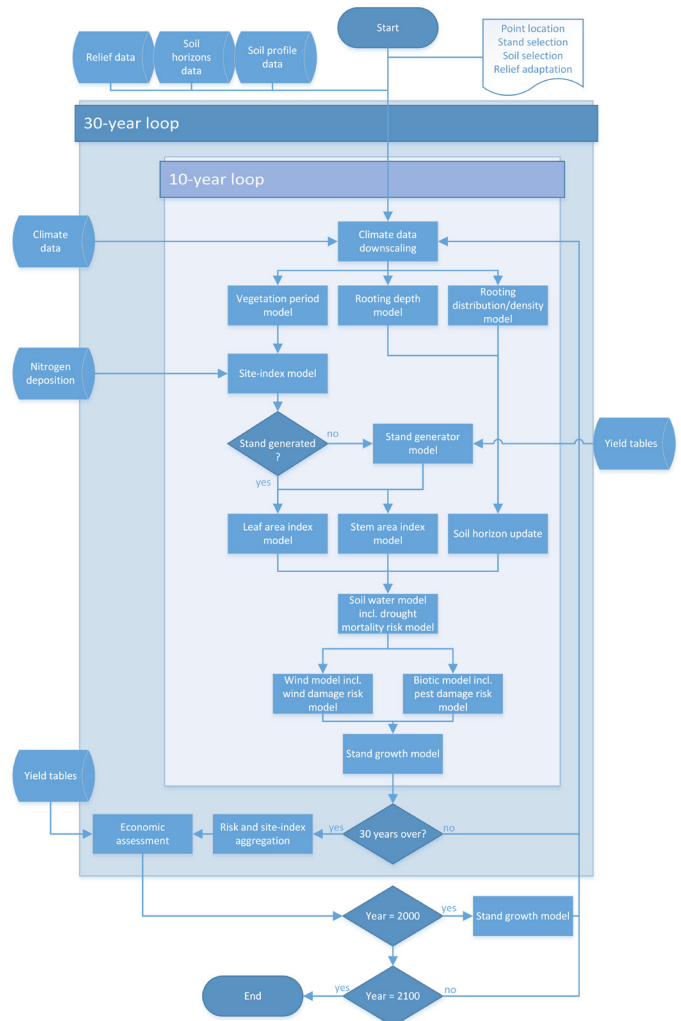 Start
Point location
Stand selection
Soil selection
Relief adaptation
Relief data
Soil
horizons
data
Soil profile
data
30-year loop
10-year loop
Climate
data
Climate data
downscaling
Vegetation period
model
Rooting depth
model
Rooting
distribution/density
model
Nitrogen
deposition
Site-index model
Stand generated
?
no
yes
Stand generator
model
Yield tables
Leaf area index
model
Stem area index
model
Soil horizon update
Soil water model
incl. drought
mortality risk model
Wind model incl.
wind damage risk
model
Biotic model incl.
pest damage risk
model
Stand growth model
Yield tables
Economic
assessment
Risk and site-index
aggregation
yes
30 years over?
no
Year = 2000
yes
Stand growth model
End
yes
Year = 2100
no